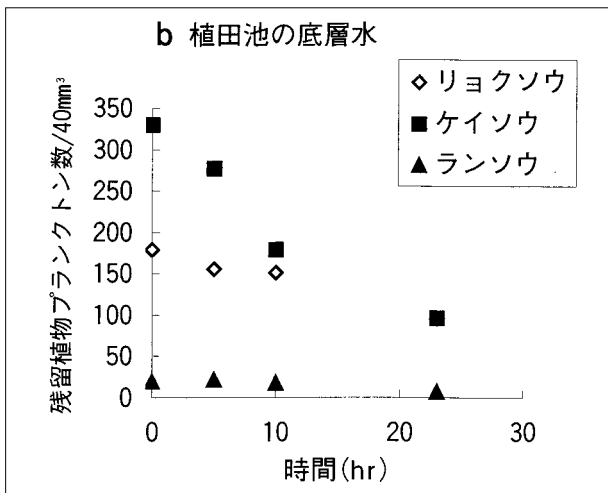 b 植田池の底層水
◇ リョクソウ
■ ケイソウ
▲ ランソウ
残留植物プランクトン数/40mm³
350
300
250
200
150
100
50
0
0 10 20 30
時間(hr)